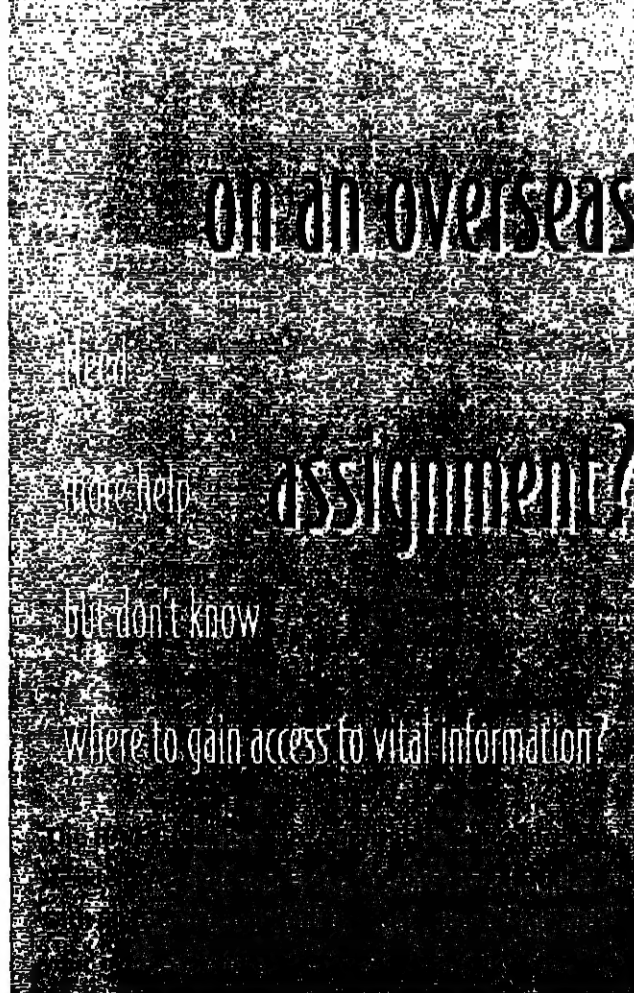 on an overseas
Need
assignment?
more help
but don't know
where to gain access to vital information?